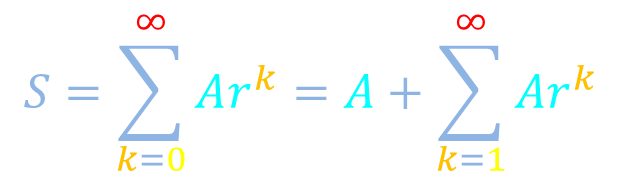 S = ∑_{k=0}^{∞} Ar^k = A + ∑_{k=1}^{∞} Ar^k